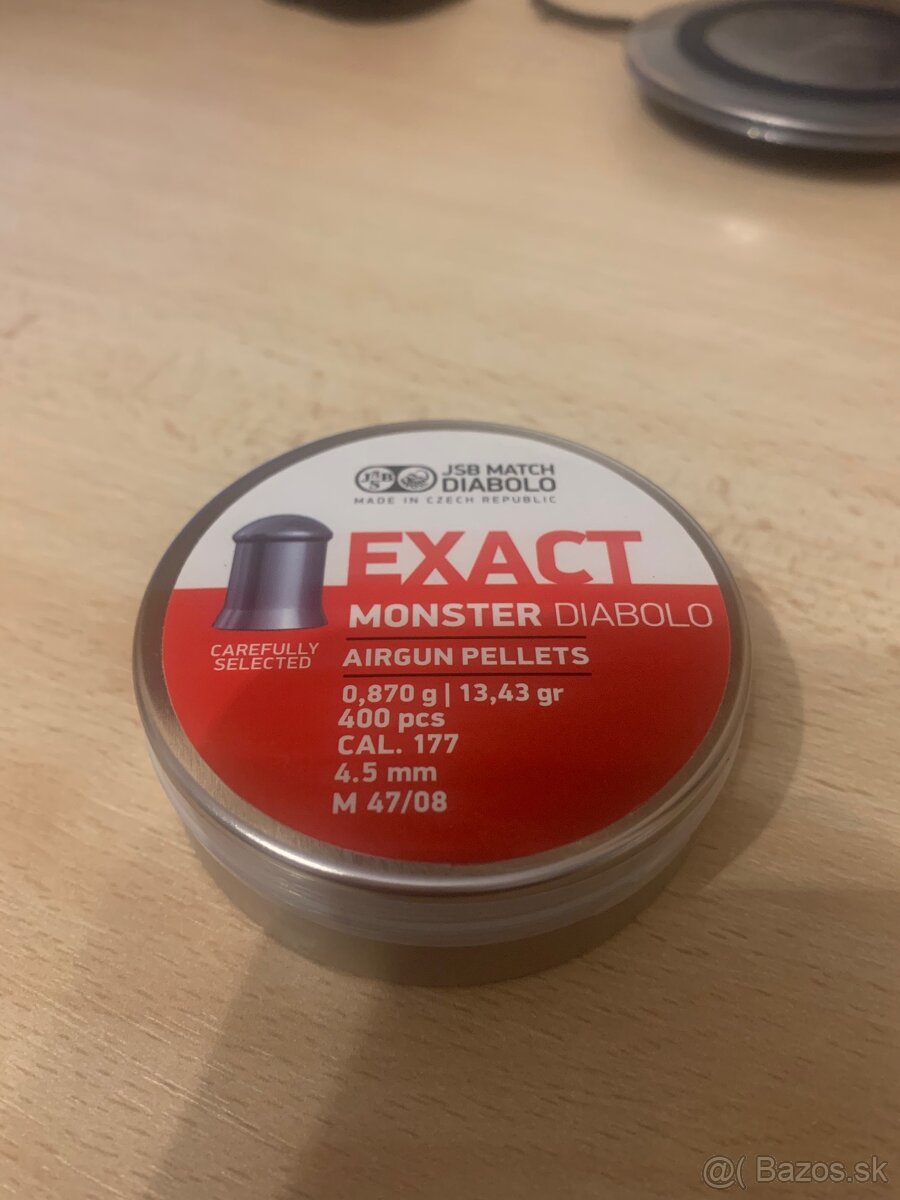 JSB
JSB MATCH
DIABOLO
MADE IN CZECH REPUBLIC
EXACT
MONSTER DIABOLO
CAREFULLY
SELECTED
AIRGUN PELLETS
0,870 g | 13,43 gr
400 pcs
CAL. 177
4.5 mm
M 47/08
@( Bazos.sk